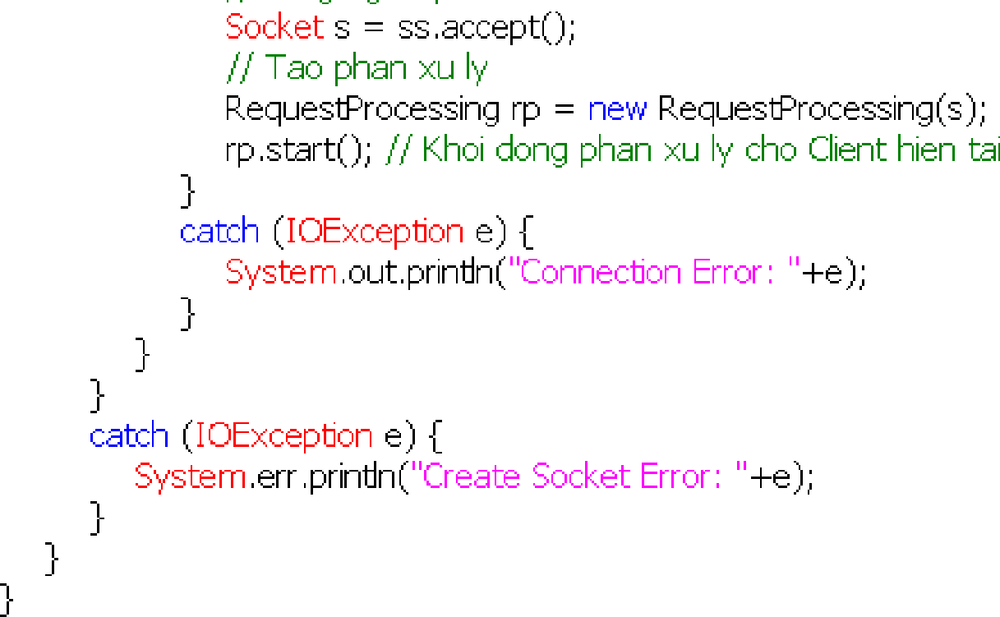 Socket s = ss.accept();
// Tao phan xu ly
RequestProcessing rp = new RequestProcessing(s);
rp.start(); // Khoi dong phan xu ly cho Client hien tai
}
catch (IOException e) {
System.out.println("Connection Error: "+e);
}
}
}
catch (IOException e) {
System.err.println("Create Socket Error: "+e);
}
}
}